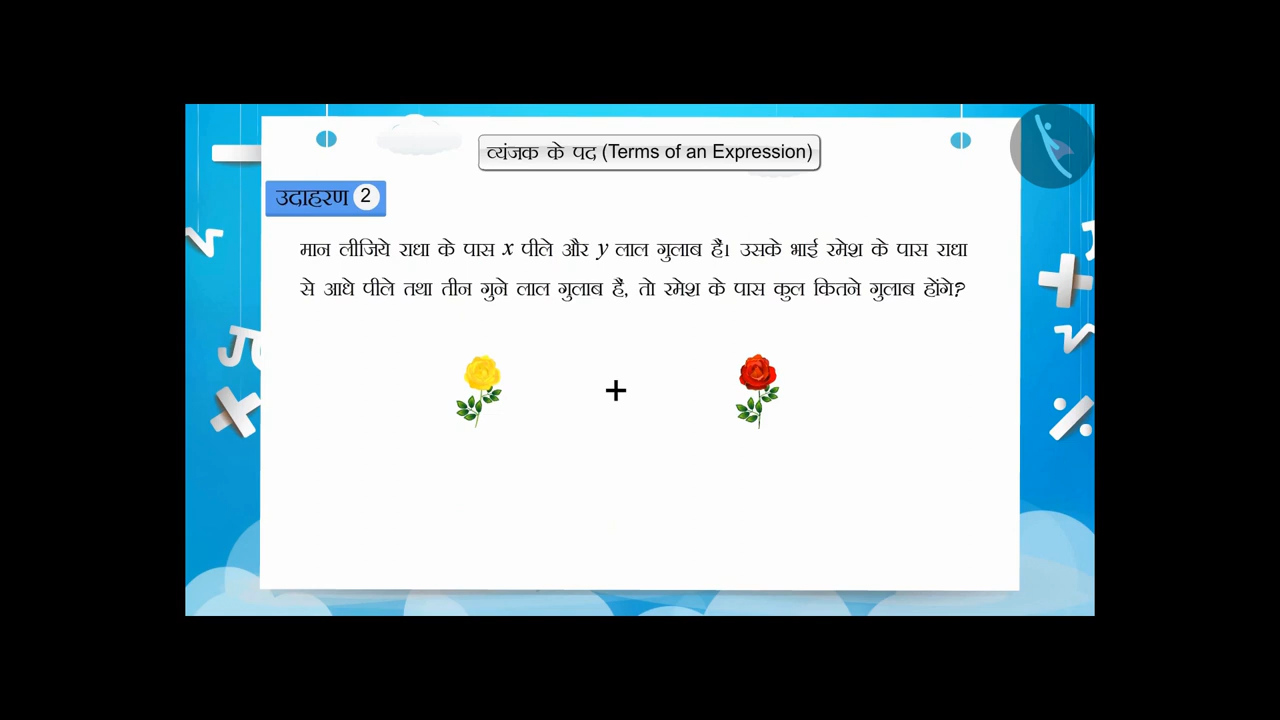 व्यंजक के पद (Terms of an Expression)
उदाहरण 2
मान लीजिये राधा के पास x पीले और y लाल गुलाब हैं। उसके भाई रमेश के पास राधा
से आधे पीले तथा तीन गुने लाल गुलाब हैं, तो रमेश के पास कुल कितने गुलाब होंगे?
+